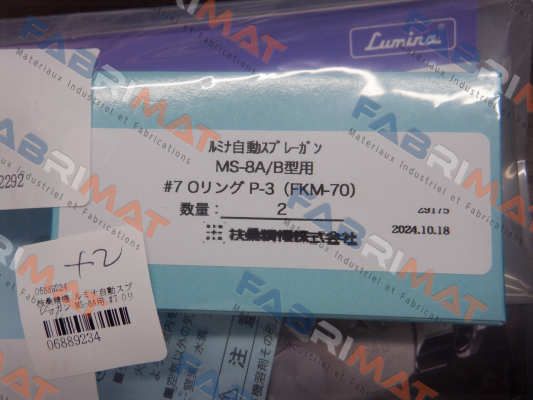 Lumina
ルミナ自動スプレーガン
MS-8A/B型用
#7 Oリング P-3（FKM-70）
数量： 2
29175
2024.10.18
扶桑精機株式会社
2292
+2
06889234
扶桑精機 ルミナ自動スプ
レーガン MS-8A用 #7 Oリ
06889234
注
FABRIMAT
Materiaux Industriel et Fabrications